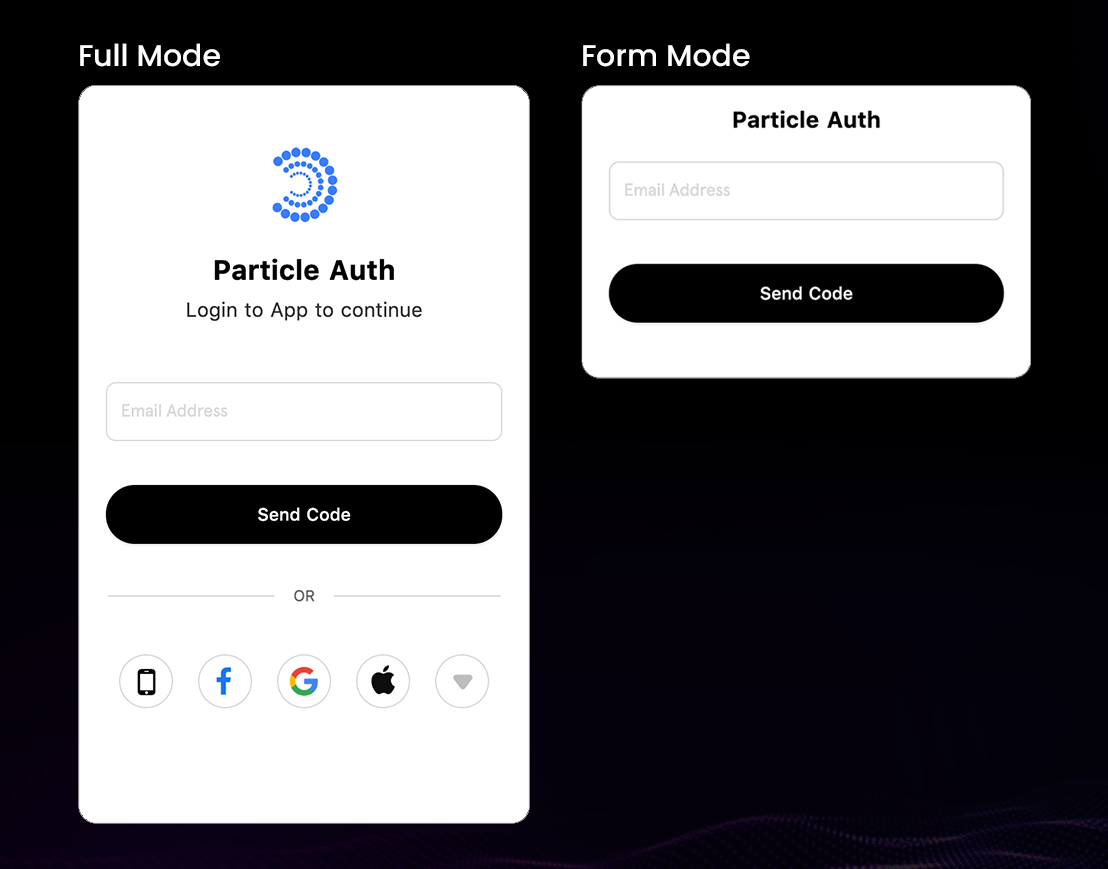 Full Mode
Particle Auth
Login to App to continue
Email Address
Send Code
OR
Form Mode
Particle Auth
Email Address
Send Code